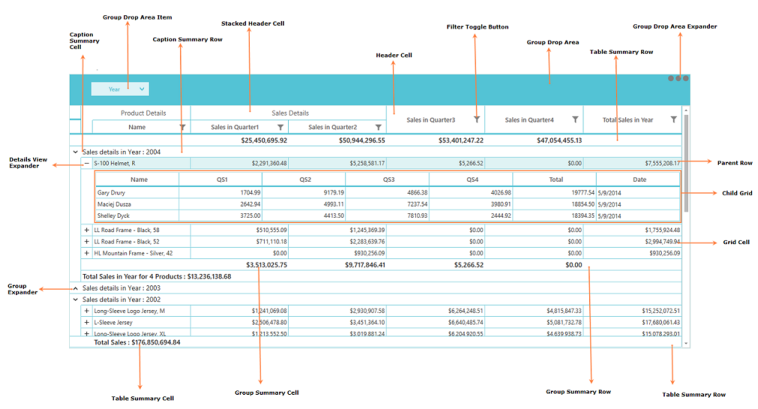 Group Drop Area Item
Stacked Header Cell
Filter Toggle Button
Group Drop Area Expander
Caption Summary Cell
Caption Summary Row
Group Drop Area
Header Cell
Table Summary Row
Year
Product Details Sales Details
Sales in Quarter3 Sales in Quarter4 Total Sales in Year
Name Sales in Quarter1 Sales in Quarter2
$25,450,695.92 $50,944,296.55 $53,401,247.22 $47,054,455.13
Sales details in Year : 2004
Details View Expander
S-100 Helmet, R $2,291,360.48 $5,258,581.17 $5,266.52 $0.00 $7,555,208.17
Parent Row
Name QS1 QS2 QS3 QS4 Total Date
Gary Drury 1704.99 9179.19 4866.38 4026.98 19777.54 5/9/2014
Child Grid
Maciej Dusza 2642.94 4993.11 7237.54 3980.91 18854.50 5/9/2014
Shelley Dyck 3725.00 4413.50 7810.93 2444.92 18394.35 5/9/2014
LL Road Frame - Black, 58 $510,555.09 $1,245,369.39 $0.00 $0.00 $1,755,924.48
LL Road Frame - Black, 52 $711,110.18 $2,283,639.76 $0.00 $0.00 $2,994,749.94
Grid Cell
HL Mountain Frame - Silver, 42 $0.00 $930,256.09 $0.00 $0.00 $930,256.09
$3,513,025.75 $9,717,846.41 $5,266.52 $0.00
Total Sales in Year for 4 Products : $13,236,138.68
Group Expander
Sales details in Year : 2003
Sales details in Year : 2002
Long-Sleeve Logo Jersey, M $1,241,069.08 $2,930,907.58 $6,264,248.51 $4,815,847.33 $15,252,072.51
L-Sleeve Jersey $2,506,478.80 $3,451,364.10 $6,640,485.74 $5,081,732.78 $17,680,061.43
Long-Sleeve Logo Jersey, XL $1,213,552.50 $3,019,881.24 $6,204,920.55 $4,639,938.73 $15,078,293.01
Total Sales : $176,850,694.84
Table Summary Cell
Group Summary Cell
Group Summary Row
Table Summary Row